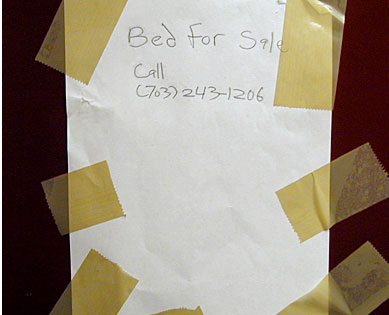 Bed For Sale
Call
(703) 243-1206